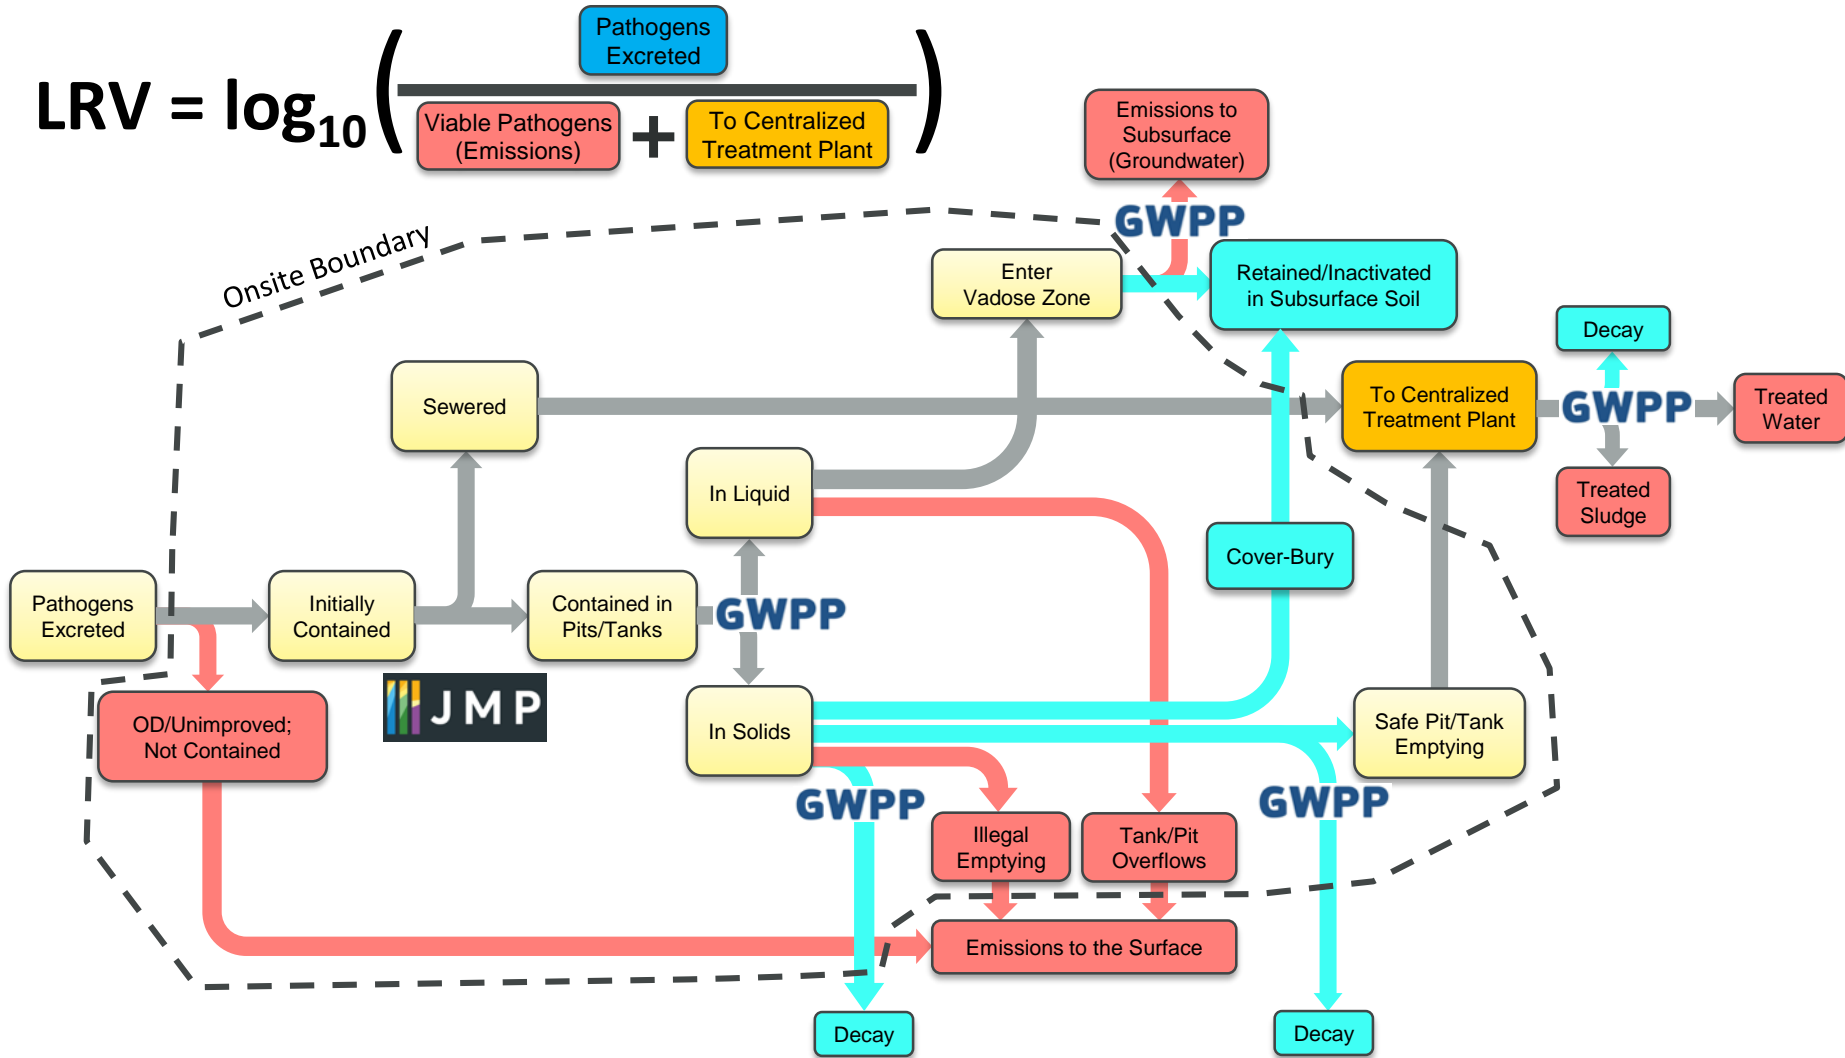 LRV = log10
(
Pathogens
Excreted
Viable Pathogens
(Emissions)
+
To Centralized
Treatment Plant
)
Emissions to
Subsurface
(Groundwater)
GWPP
Onsite Boundary
Enter
Vadose Zone
Retained/Inactivated
in Subsurface Soil
Decay
Sewered
To Centralized
Treatment Plant
GWPP
Treated
Water
In Liquid
Treated
Sludge
Cover-Bury
Pathogens
Excreted
Initially
Contained
Contained in
Pits/Tanks
GWPP
JMP
OD/Unimproved;
Not Contained
In Solids
Safe Pit/Tank
Emptying
GWPP
GWPP
Illegal
Emptying
Tank/Pit
Overflows
Emissions to the Surface
Decay
Decay